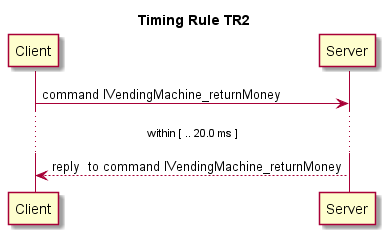 Timing Rule TR2
Client Server
command IVendingMachine_returnMoney
within [ .. 20.0 ms ]
reply to command IVendingMachine_returnMoney
Client Server